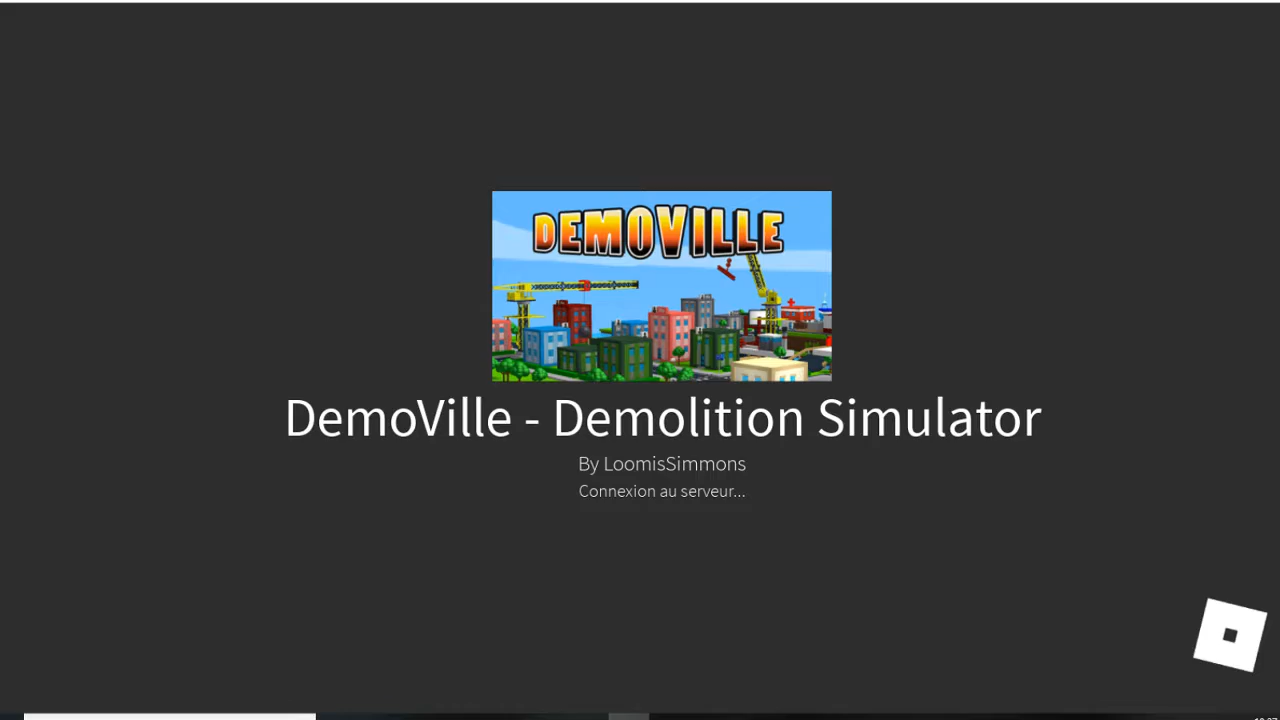 DEMOVILLE
DemoVille - Demolition Simulator
By LoomisSimmons
Connexion au serveur...